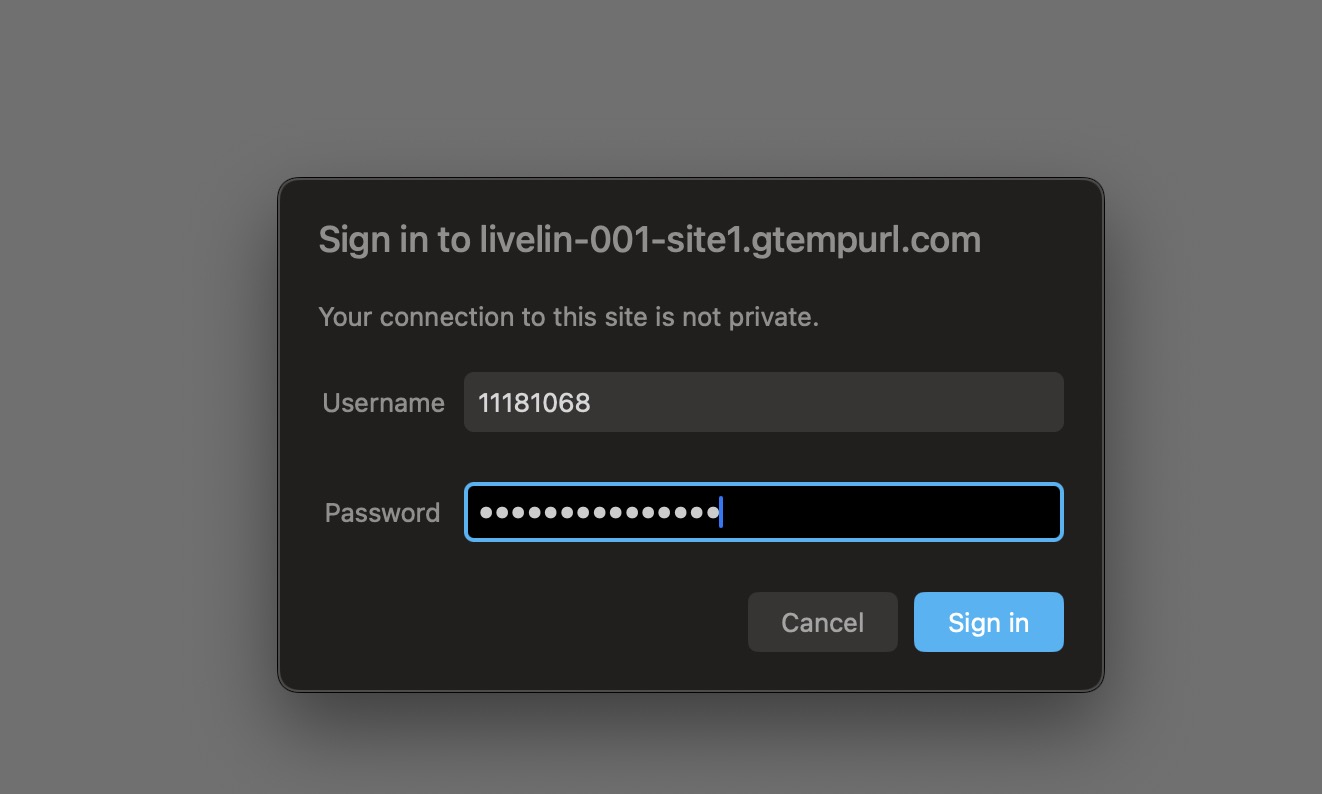 Sign in to livelin-001-site1.gtempurl.com
Your connection to this site is not private.
Username 11181068
Password •••••••••••••••
Cancel Sign in